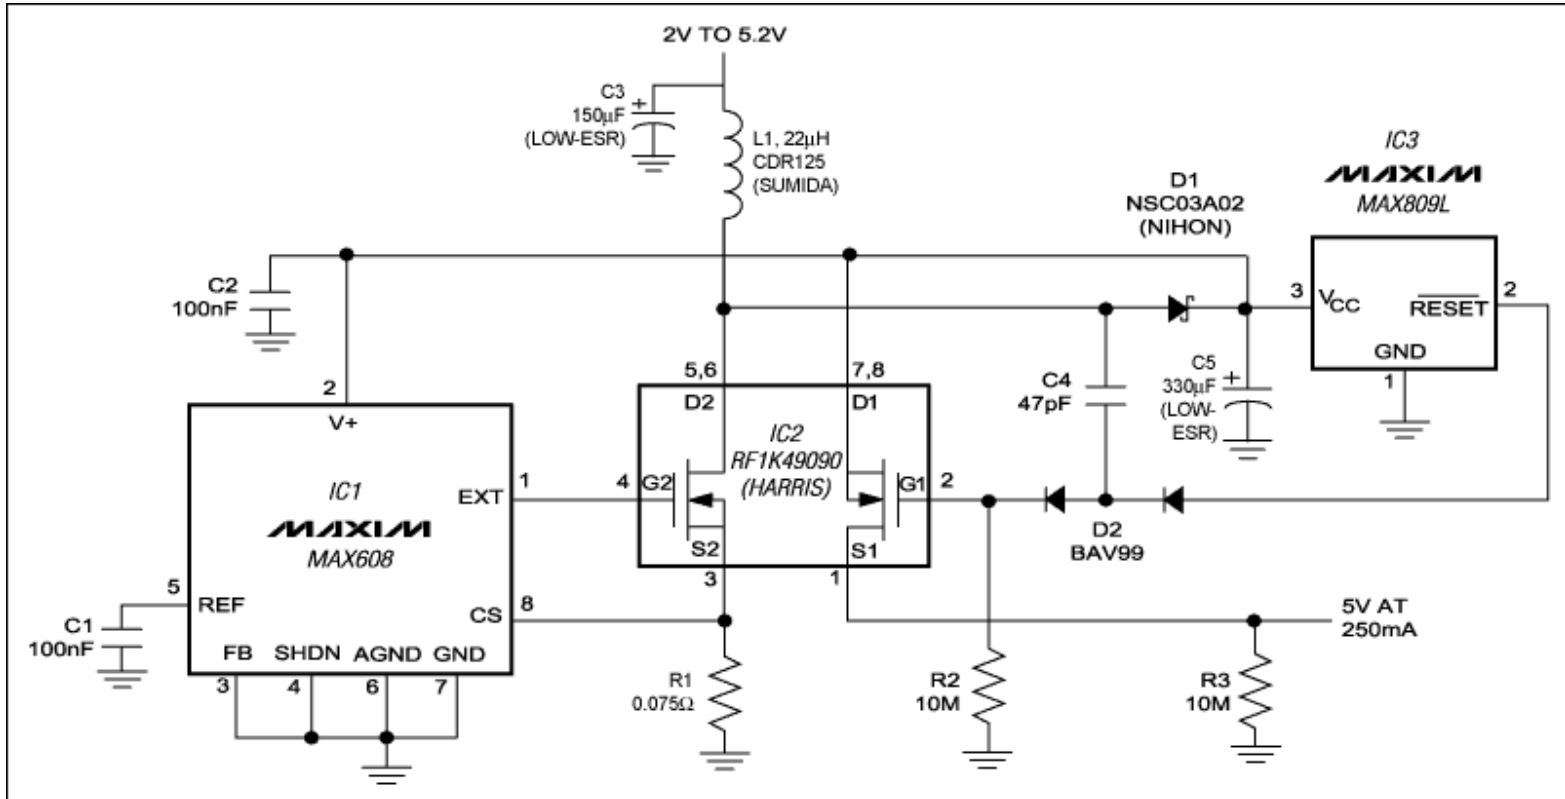 2V TO 5.2V
C3
150µF
(LOW-ESR)
+
L1, 22µH
CDR125
(SUMIDA)
IC3
MAXIM
MAX809L
D1
NSC03A02
(NIHON)
C2
100nF
3
VCC
RESET
2
GND
1
2
V+
5,6
7,8
D2
D1
C4
47pF
C5
330µF
(LOW-
ESR)
+
IC2
RF1K49090
(HARRIS)
IC1
MAXIM
MAX608
EXT
1
4
G2
G1
2
S2
S1
D2
BAV99
3
1
5
REF
CS
8
C1
100nF
5V AT
250mA
FB
SHDN
AGND
GND
3
4
6
7
R1
0.075Ω
R2
10M
R3
10M